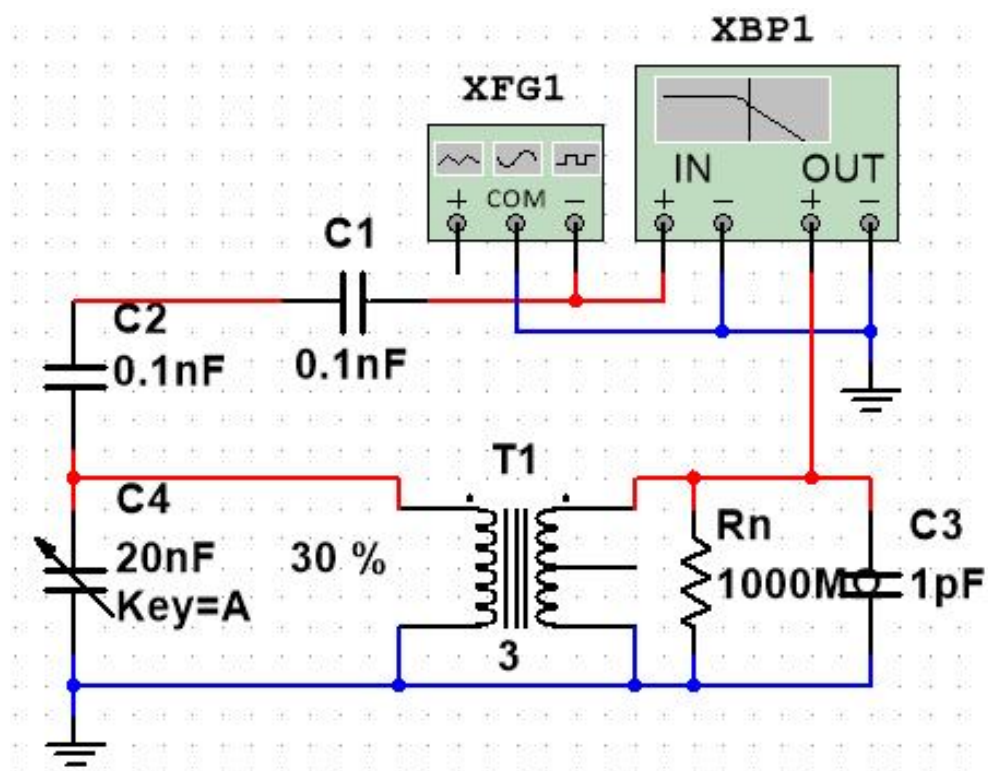 XBP1
XFG1
IN OUT
+ COM − + − + −
C1
C2
0.1nF
0.1nF
T1
C4
20nF
Key=A
30 %
Rn
1000MΩ
C3
1pF
3